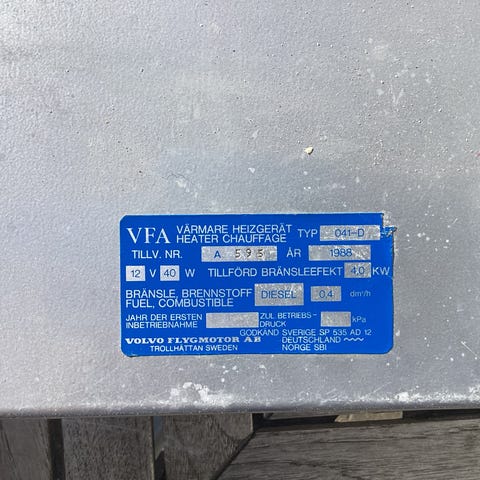 VFA VÄRMARE HEIZGERÄT
HEATER CHAUFFAGE TYP 041-D
TILLV. NR. A 595 ÅR 1988
12 V 40 W TILLFÖRD BRÄNSLEEFEKT 4,0 KW
BRÄNSLE, BRENNSTOFF DIESEL 0.4 dm³/h
FUEL, COMBUSTIBLE
JAHR DER ERSTEN ZUL BETRIEBS- kPa
INBETRIEBNAHME DRUCK
GODKÄND SVERIGE SP 535 AD 12
VOLVO FLYGMOTOR AB DEUTSCHLAND
TROLLHÄTTAN SWEDEN NORGE SBI